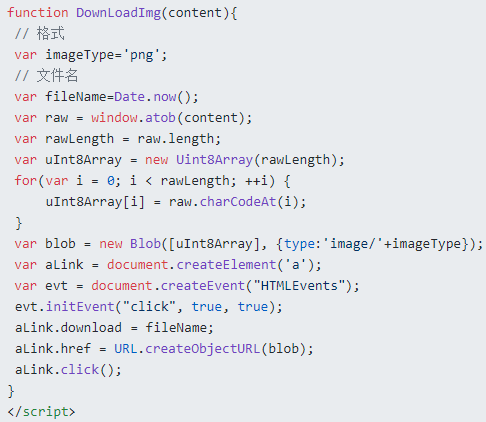 function DownLoadImg(content){
// 格式
var imageType='png';
// 文件名
var fileName=Date.now();
var raw = window.atob(content);
var rawLength = raw.length;
var uInt8Array = new Uint8Array(rawLength);
for(var i = 0; i < rawLength; ++i) {
uInt8Array[i] = raw.charCodeAt(i);
}
var blob = new Blob([uInt8Array], {type:'image/'+imageType});
var aLink = document.createElement('a');
var evt = document.createEvent("HTMLEvents");
evt.initEvent("click", true, true);
aLink.download = fileName;
aLink.href = URL.createObjectURL(blob);
aLink.click();
}
</script>